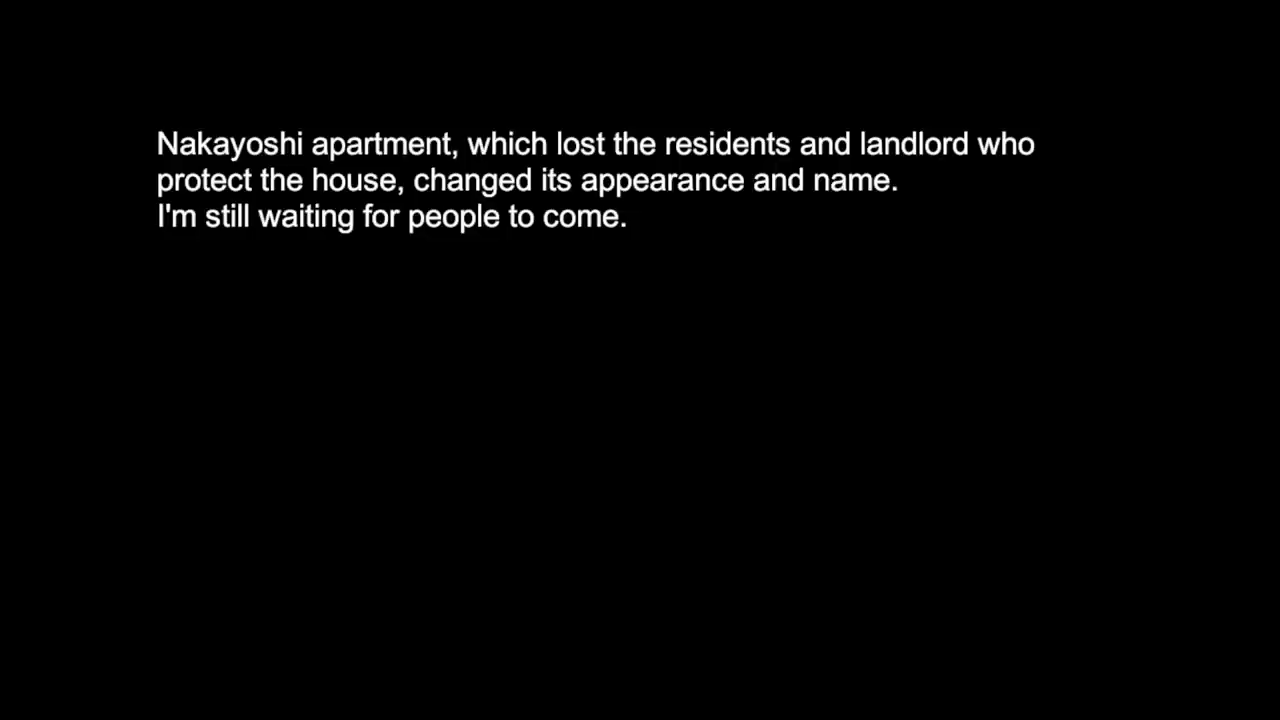 Nakayoshi apartment, which lost the residents and landlord who
protect the house, changed its appearance and name.
I'm still waiting for people to come.